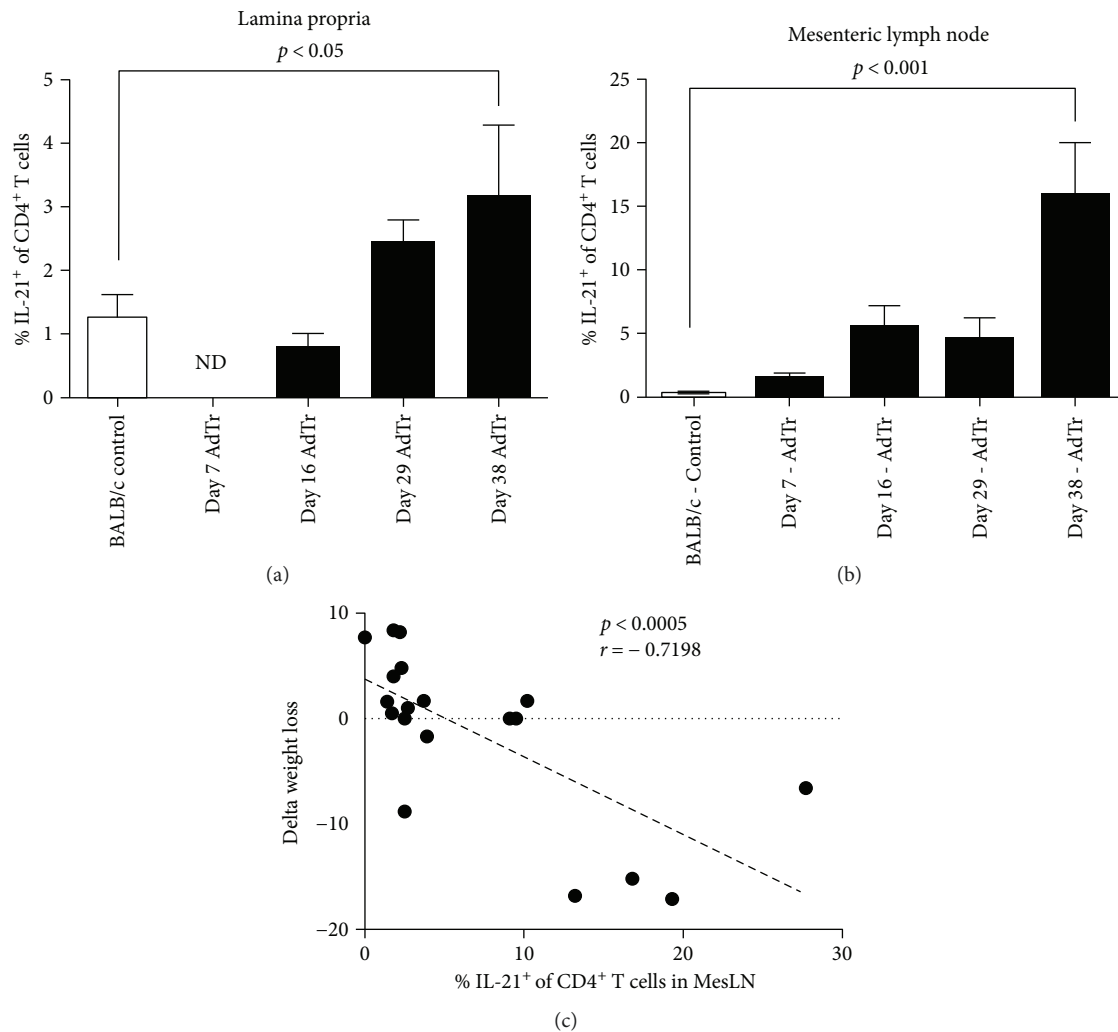 Lamina propria
p < 0.05
5
4
3
2
1
0
% IL-21⁺ of CD4⁺ T cells
ND
BALB/c control
Day 7 AdTr
Day 16 AdTr
Day 29 AdTr
Day 38 AdTr
(a)
Mesenteric lymph node
p < 0.001
25
20
15
10
5
0
% IL-21⁺ of CD4⁺ T cells
BALB/c - Control
Day 7 - AdTr
Day 16 - AdTr
Day 29 - AdTr
Day 38 - AdTr
(b)
p < 0.0005
r = − 0.7198
10
0
−10
−20
Delta weight loss
0 10 20 30
% IL-21⁺ of CD4⁺ T cells in MesLN
(c)